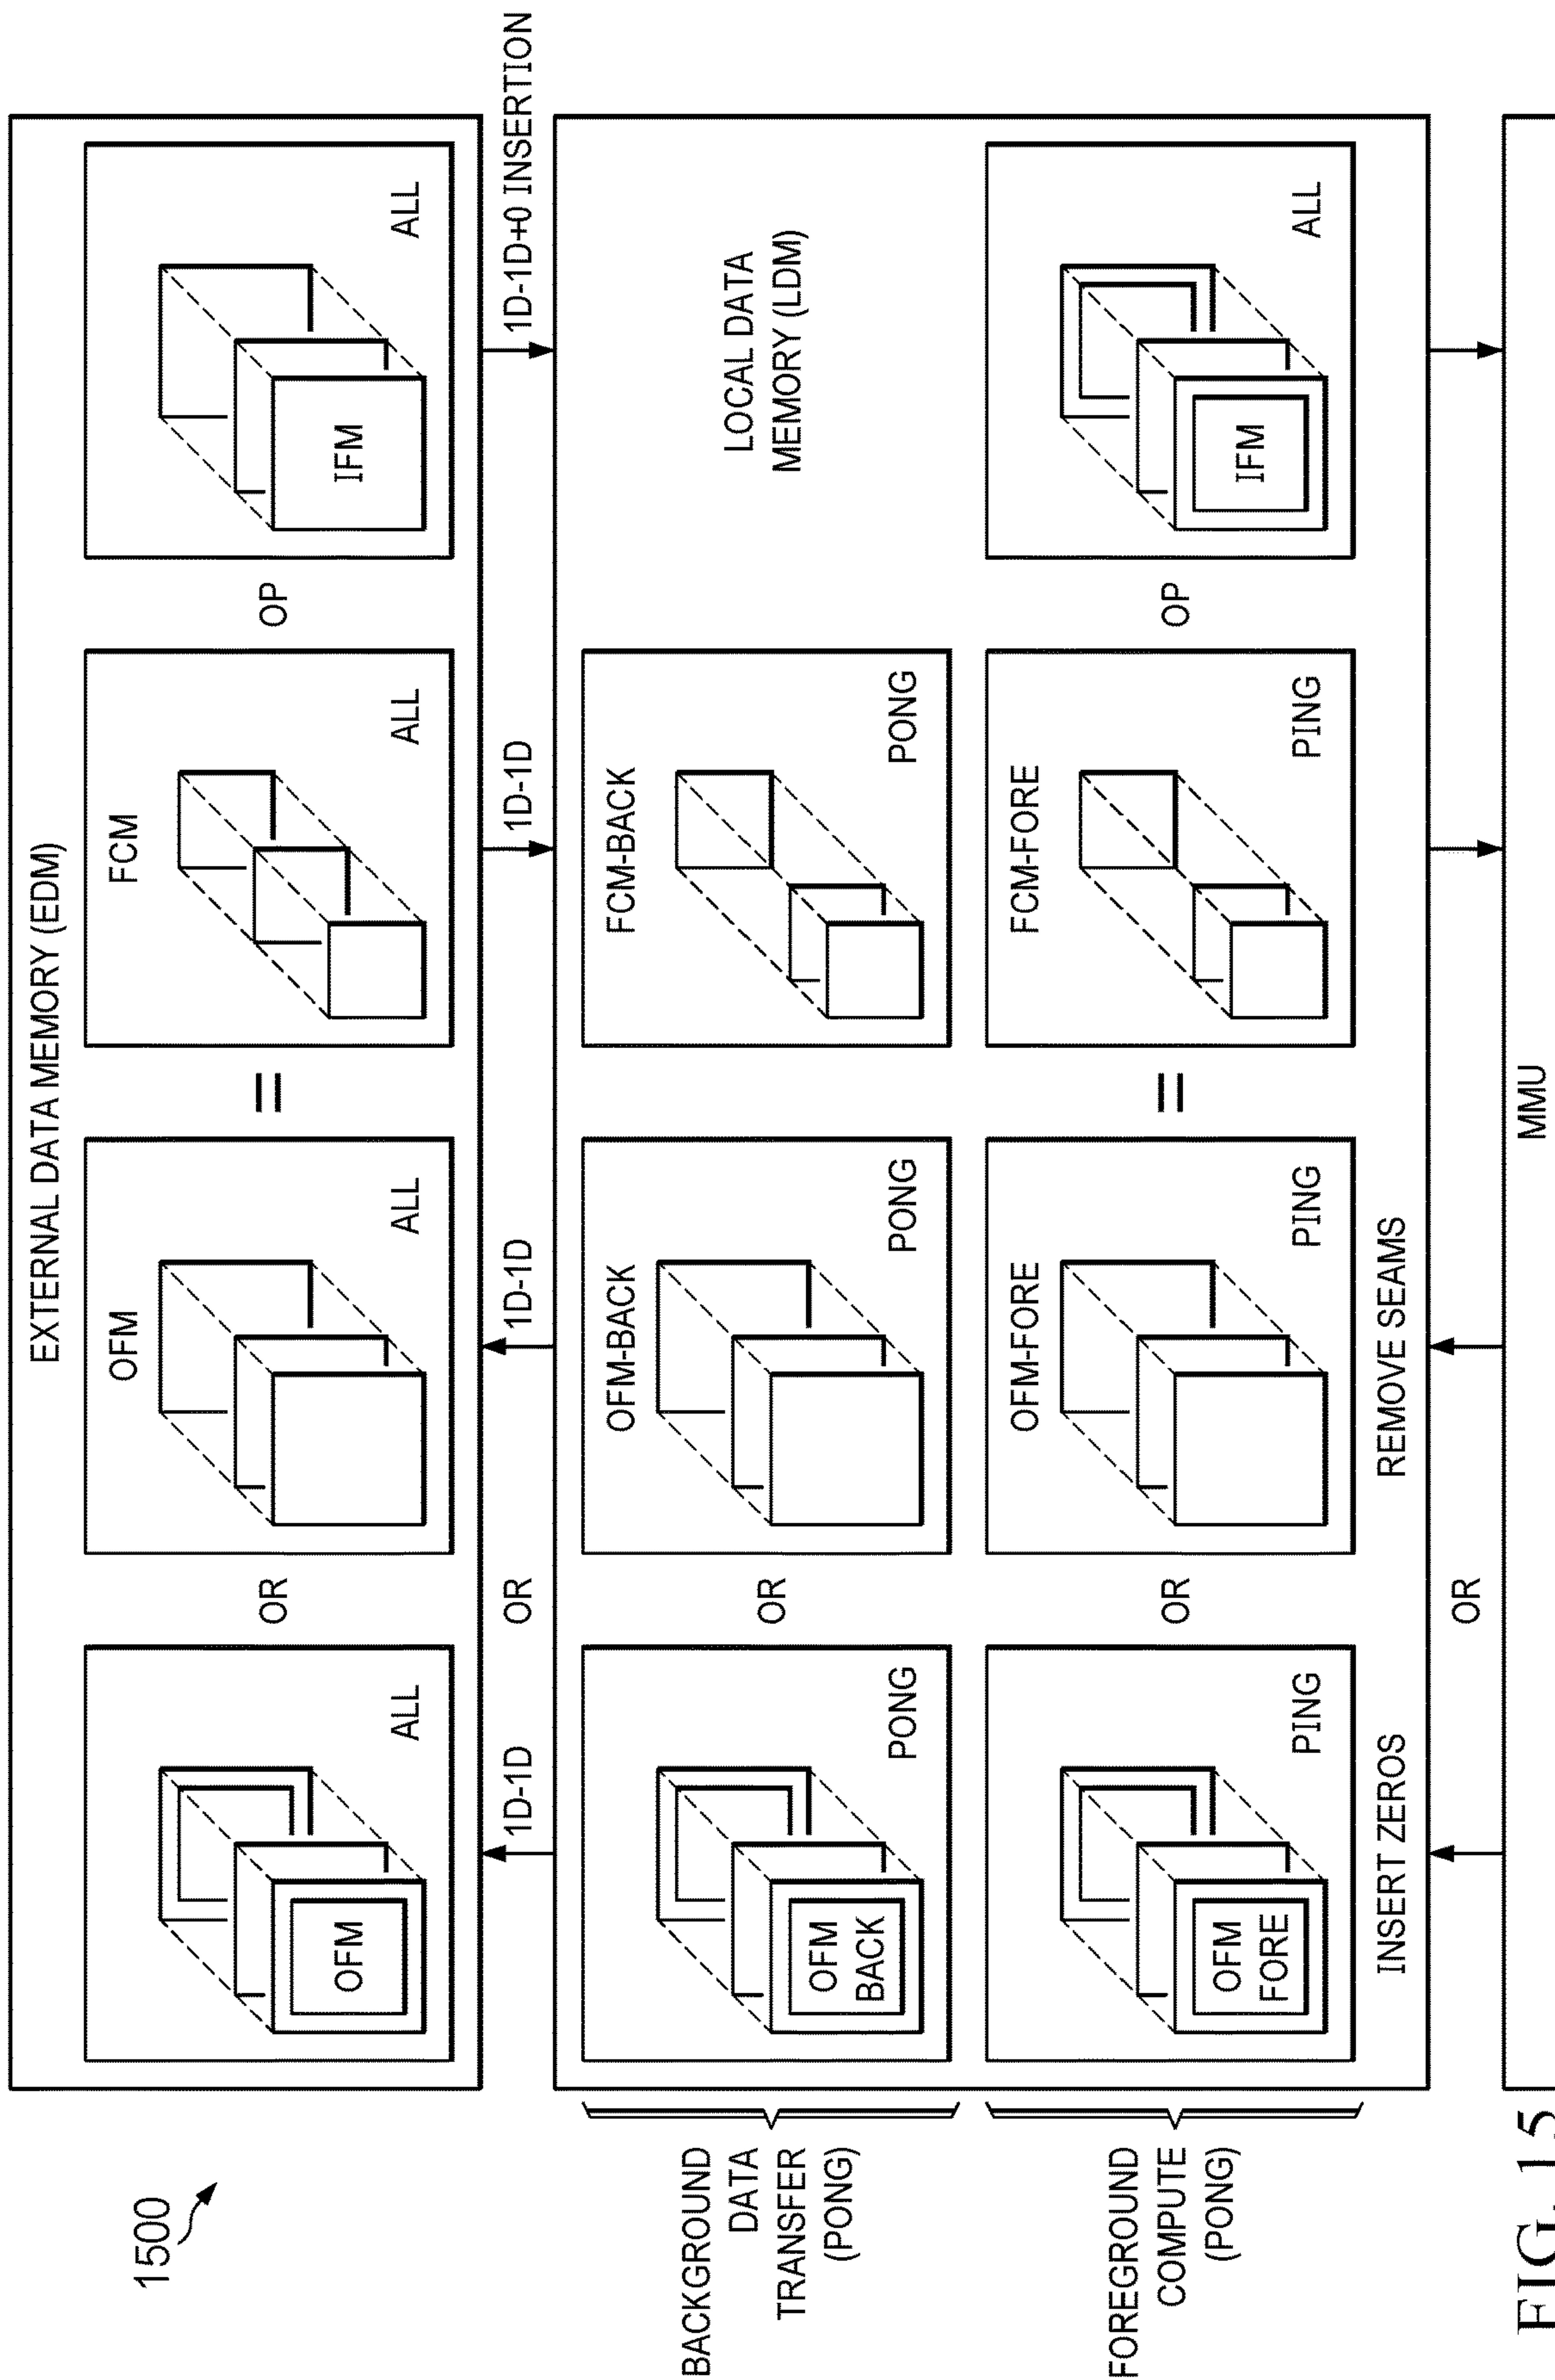 1500
EXTERNAL DATA MEMORY (EDM)
OFM
ALL
OR
OFM
ALL
=
FCM
ALL
OP
IFM
ALL
1D-1D
OR
1D-1D
1D-1D
1D-1D+0 INSERTION
BACKGROUND
DATA
TRANSFER
(PONG)
OFM
BACK
PONG
OR
OFM-BACK
PONG
FCM-BACK
PONG
LOCAL DATA
MEMORY (LDM)
FOREGROUND
COMPUTE
(PONG)
OFM
FORE
PING
OR
OFM-FORE
PING
=
FCM-FORE
PING
OP
IFM
ALL
INSERT ZEROS
REMOVE SEAMS
OR
MMU
FIG. 15